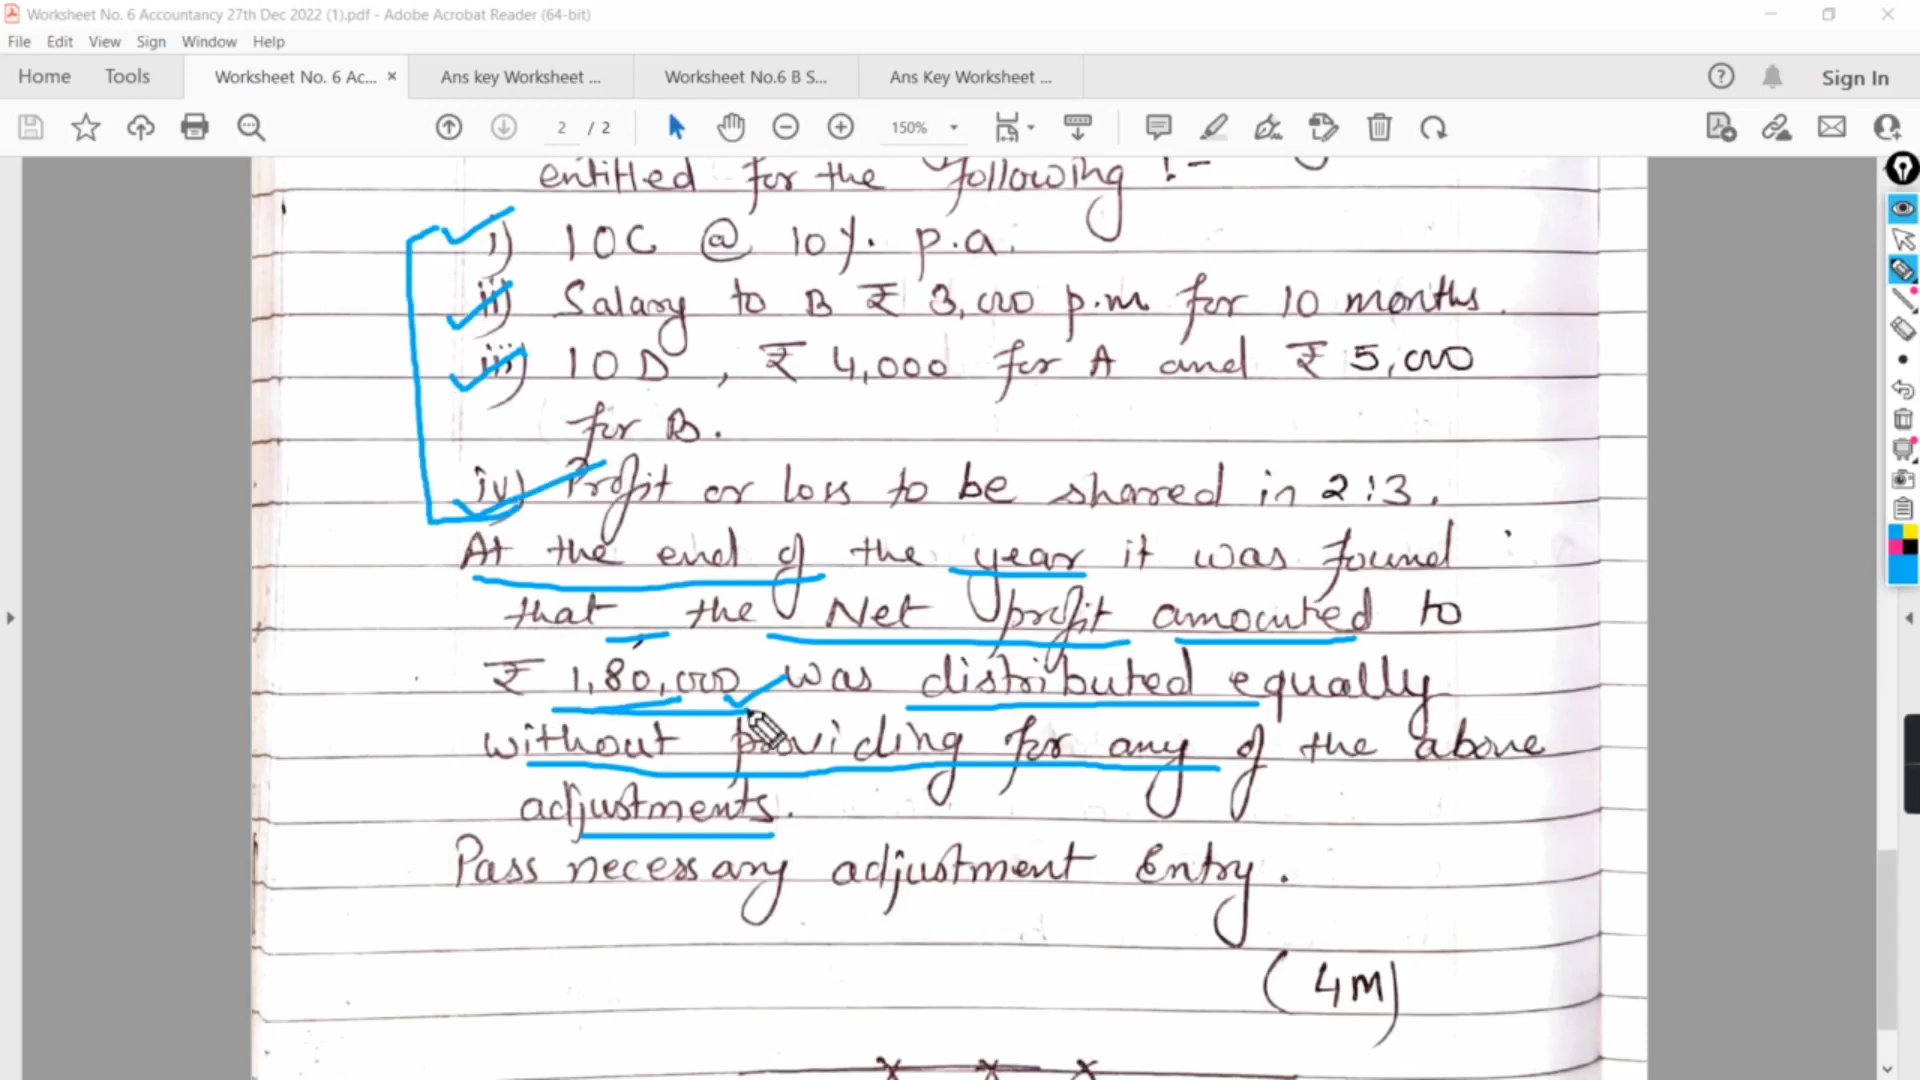 Worksheet No. 6 Accountancy 27th Dec 2022 (1).pdf - Adobe Acrobat Reader (64-bit)
File Edit View Sign Window Help
Home Tools Worksheet No. 6 Ac... × Ans key Worksheet ... Worksheet No.6 B S... Ans Key Worksheet ... Sign In
2 / 2 150%
entitled for the following :-
i) IOC @ 10%. p.a.
ii) Salary to B ₹ 3,000 p.m for 10 months.
iii) IOD, ₹ 4,000 for A and ₹ 5,000
for B.
iv) Profit or loss to be shared in 2:3.
At the end of the year it was found
that the Net profit amounted to
₹ 1,80,000 was distributed equally
without providing for any of the above
adjustments.
Pass necessary adjustment Entry.
(4M)